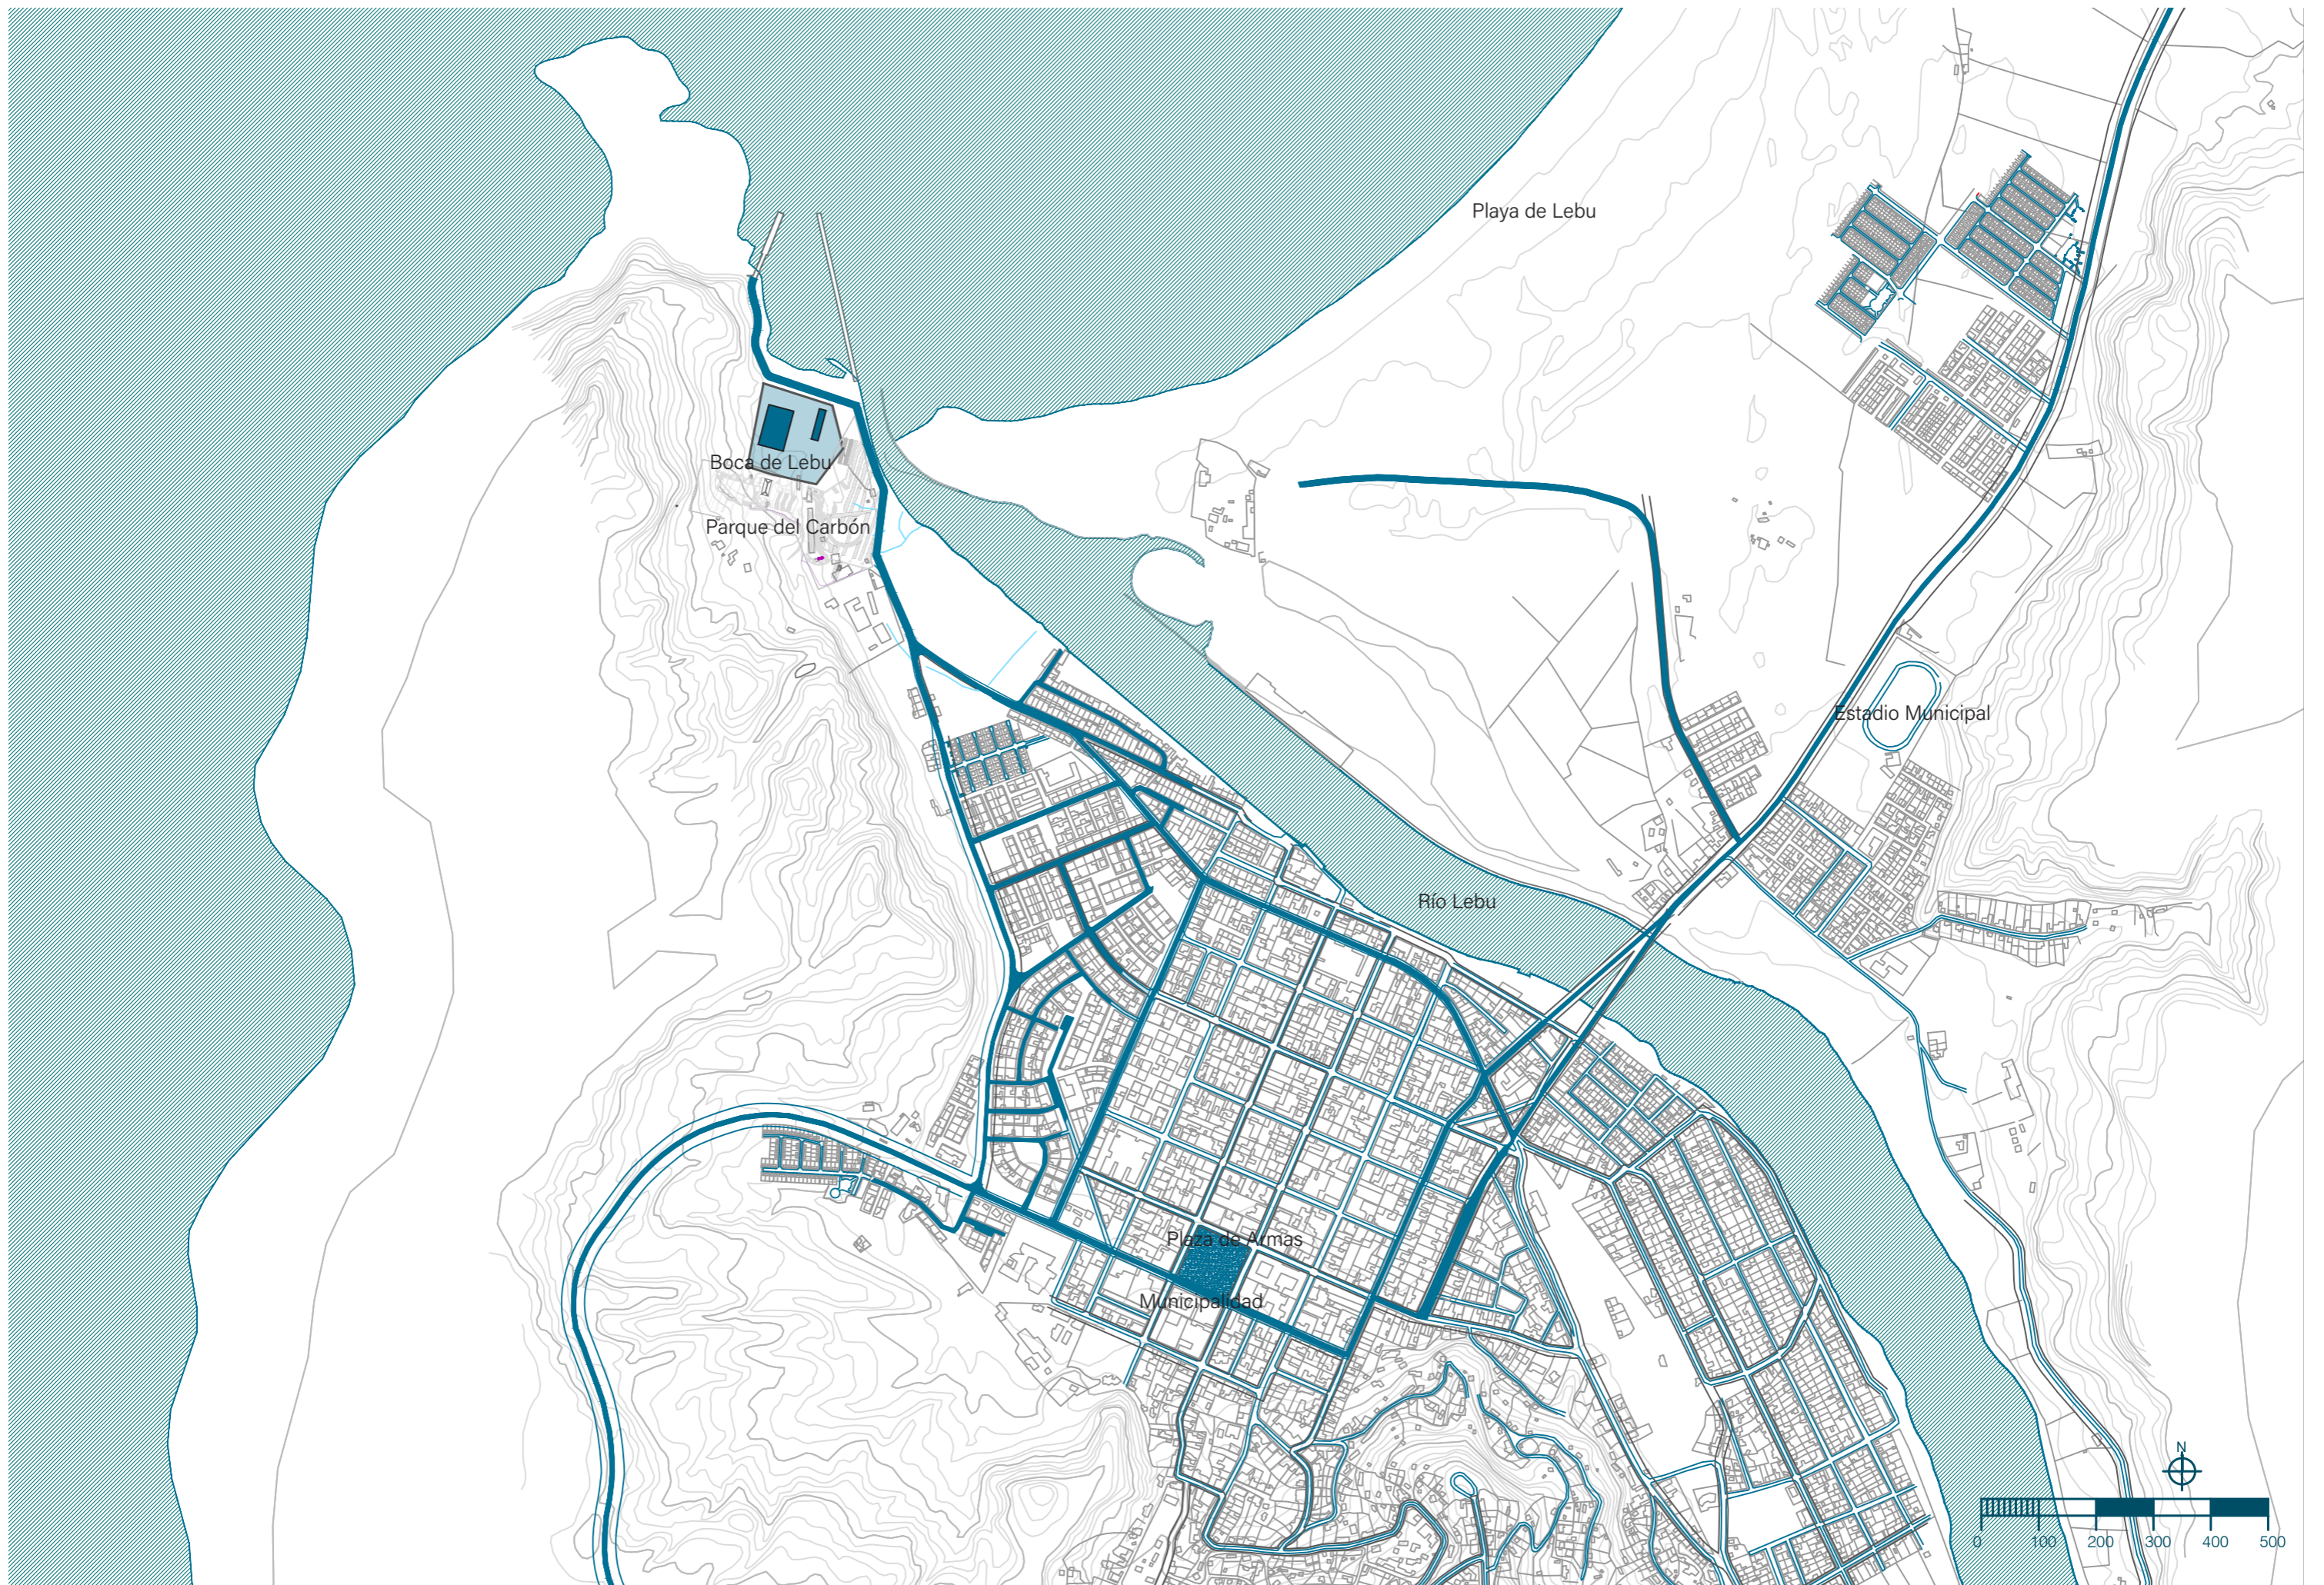 Playa de Lebu
Boca de Lebu
Parque del Carbón
Estadio Municipal
Río Lebu
Plaza de Armas
Municipalidad
N
0 100 200 300 400 500